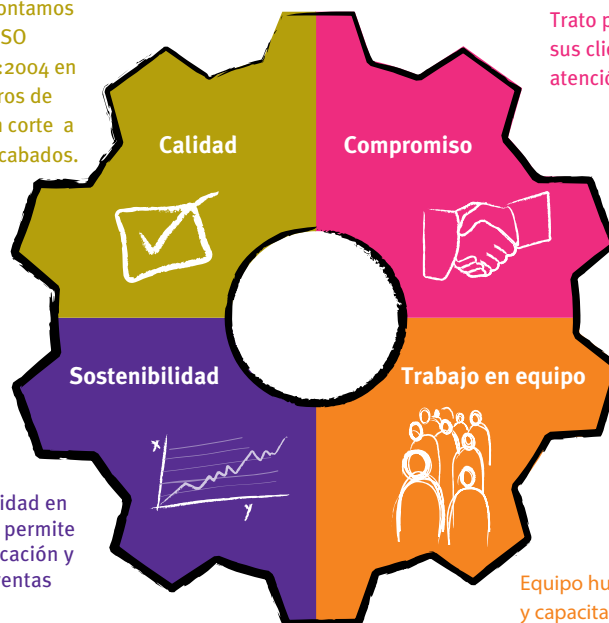 ontamos
SO
:2004 en
ros de
n corte a
cabados.
Trato p
sus clie
atenció
Calidad
Compromiso
Sostenibilidad
Trabajo en equipo
x
y
idad en
permite
cación y
entas
Equipo hu
y capacita